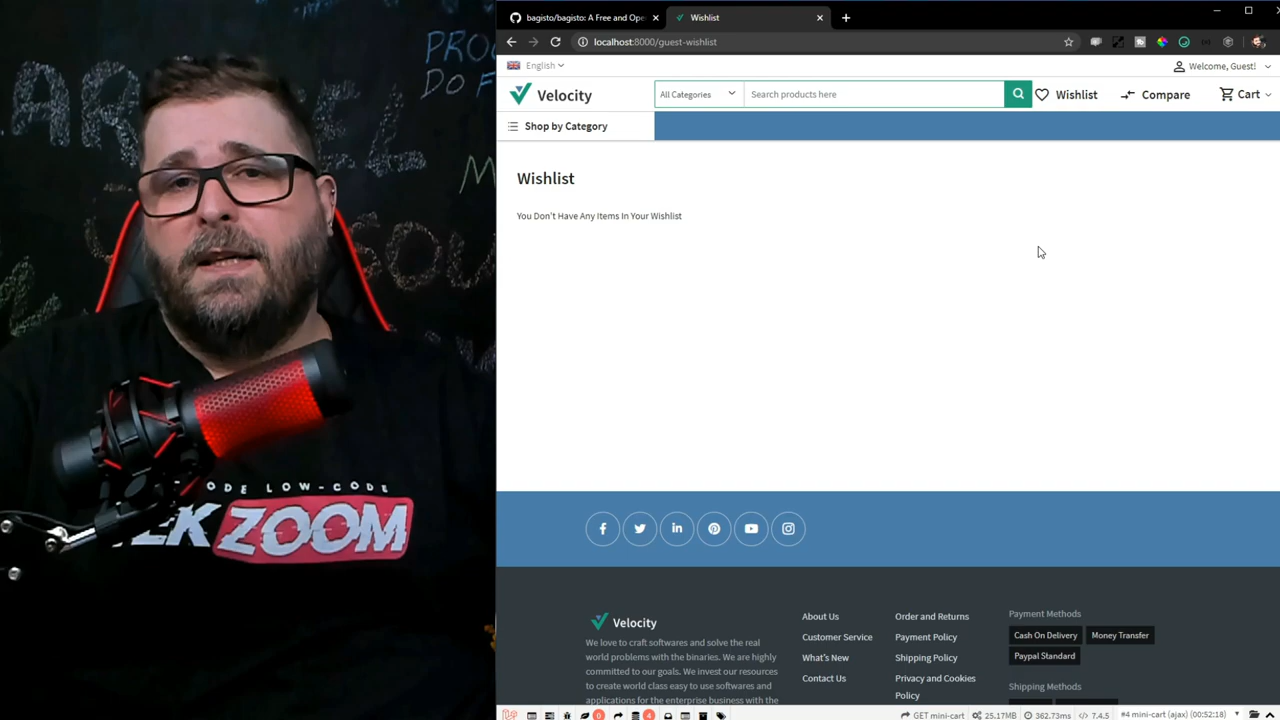 bagisto/bagisto: A Free and Ope
Wishlist
localhost:8000/guest-wishlist
English
Welcome, Guest!
Velocity
All Categories
Search products here
Wishlist
Compare
Cart
Shop by Category
Wishlist
You Don't Have Any Items In Your Wishlist
ODE LOW-CODE
EKZOOM
Velocity
We love to craft softwares and solve the real
world problems with the binaries. We are highly
committed to our goals. We invest our resources
to create world class easy to use softwares and
applications for the enterprise business with the
About Us
Customer Service
What's New
Contact Us
Order and Returns
Payment Policy
Shipping Policy
Privacy and Cookies
Policy
Payment Methods
Cash On Delivery
Money Transfer
Paypal Standard
Shipping Methods
0
4
GET mini-cart
25.17MB
362.73ms
7.4.5
#4 mini-cart (ajax) (00:52:18)